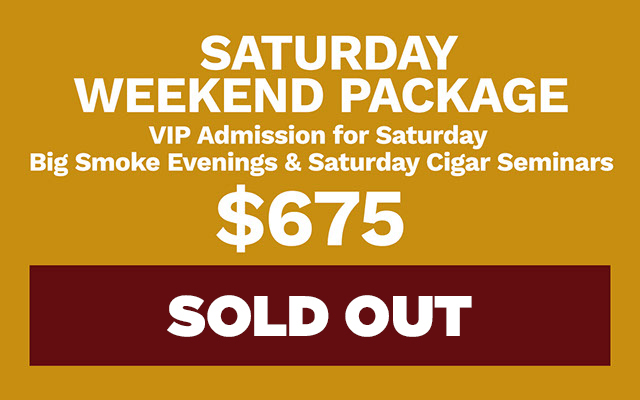 SATURDAY
WEEKEND PACKAGE
VIP Admission for Saturday
Big Smoke Evenings & Saturday Cigar Seminars
$675
SOLD OUT